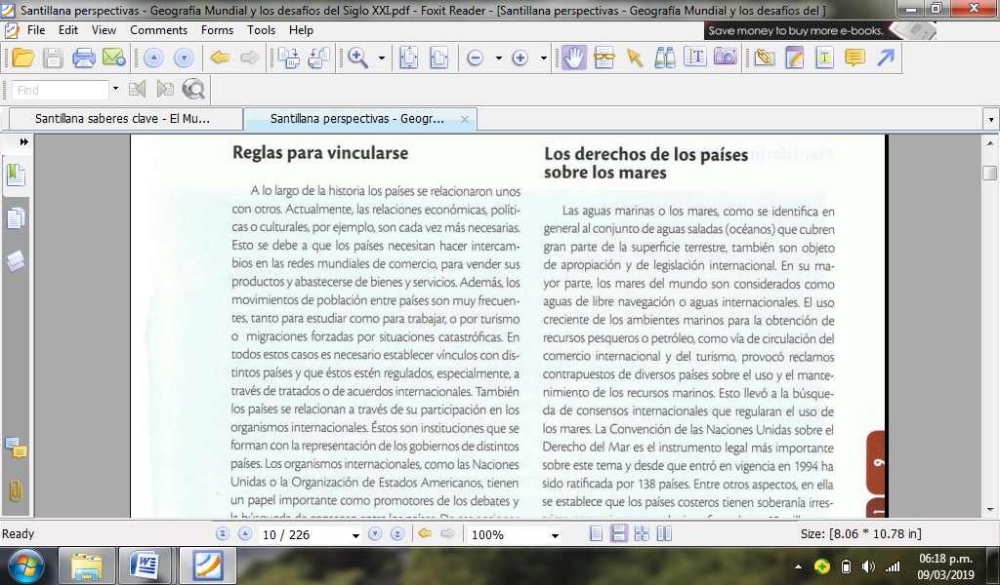 Santillana perspectivas - Geografía Mundial y los desafíos del Siglo XXI.pdf - Foxit Reader - [Santillana perspectivas - Geografía Mundial y los desafíos del ]
File Edit View Comments Forms Tools Help
Save money to buy more e-books.
Find
Santillana saberes clave - El Mu...
Santillana perspectivas - Geogr...
Reglas para vincularse
A lo largo de la historia los países se relacionaron unos
con otros. Actualmente, las relaciones económicas, políti-
cas o culturales, por ejemplo, son cada vez más necesarias.
Esto se debe a que los países necesitan hacer intercam-
bios en las redes mundiales de comercio, para vender sus
productos y abastecerse de bienes y servicios. Además, los
movimientos de población entre países son muy frecuen-
tes, tanto para estudiar como para trabajar, o por turismo
o migraciones forzadas por situaciones catastróficas. En
todos estos casos es necesario establecer vínculos con dis-
tintos países y que éstos estén regulados, especialmente, a
través de tratados o de acuerdos internacionales. También
los países se relacionan a través de su participación en los
organismos internacionales. Éstos son instituciones que se
forman con la representación de los gobiernos de distintos
países. Los organismos internacionales, como las Naciones
Unidas o la Organización de Estados Americanos, tienen
un papel importante como promotores de los debates y
Los derechos de los países
sobre los mares
Las aguas marinas o los mares, como se identifica en
general al conjunto de aguas saladas (océanos) que cubren
gran parte de la superficie terrestre, también son objeto
de apropiación y de legislación internacional. En su ma-
yor parte, los mares del mundo son considerados como
aguas de libre navegación o aguas internacionales. El uso
creciente de los ambientes marinos para la obtención de
recursos pesqueros o petróleo, como vía de circulación del
comercio internacional y del turismo, provocó reclamos
contrapuestos de diversos países sobre el uso y el mante-
nimiento de los recursos marinos. Esto llevó a la búsque-
da de consensos internacionales que regularan el uso de
los mares. La Convención de las Naciones Unidas sobre el
Derecho del Mar es el instrumento legal más importante
sobre este tema y desde que entró en vigencia en 1994 ha
sido ratificada por 138 países. Entre otros aspectos, en ella
se establece que los países costeros tienen soberanía irres-
9
Ready
10 / 226
100%
Size: [8.06 * 10.78 in]
06:18 p.m.
09/03/2019